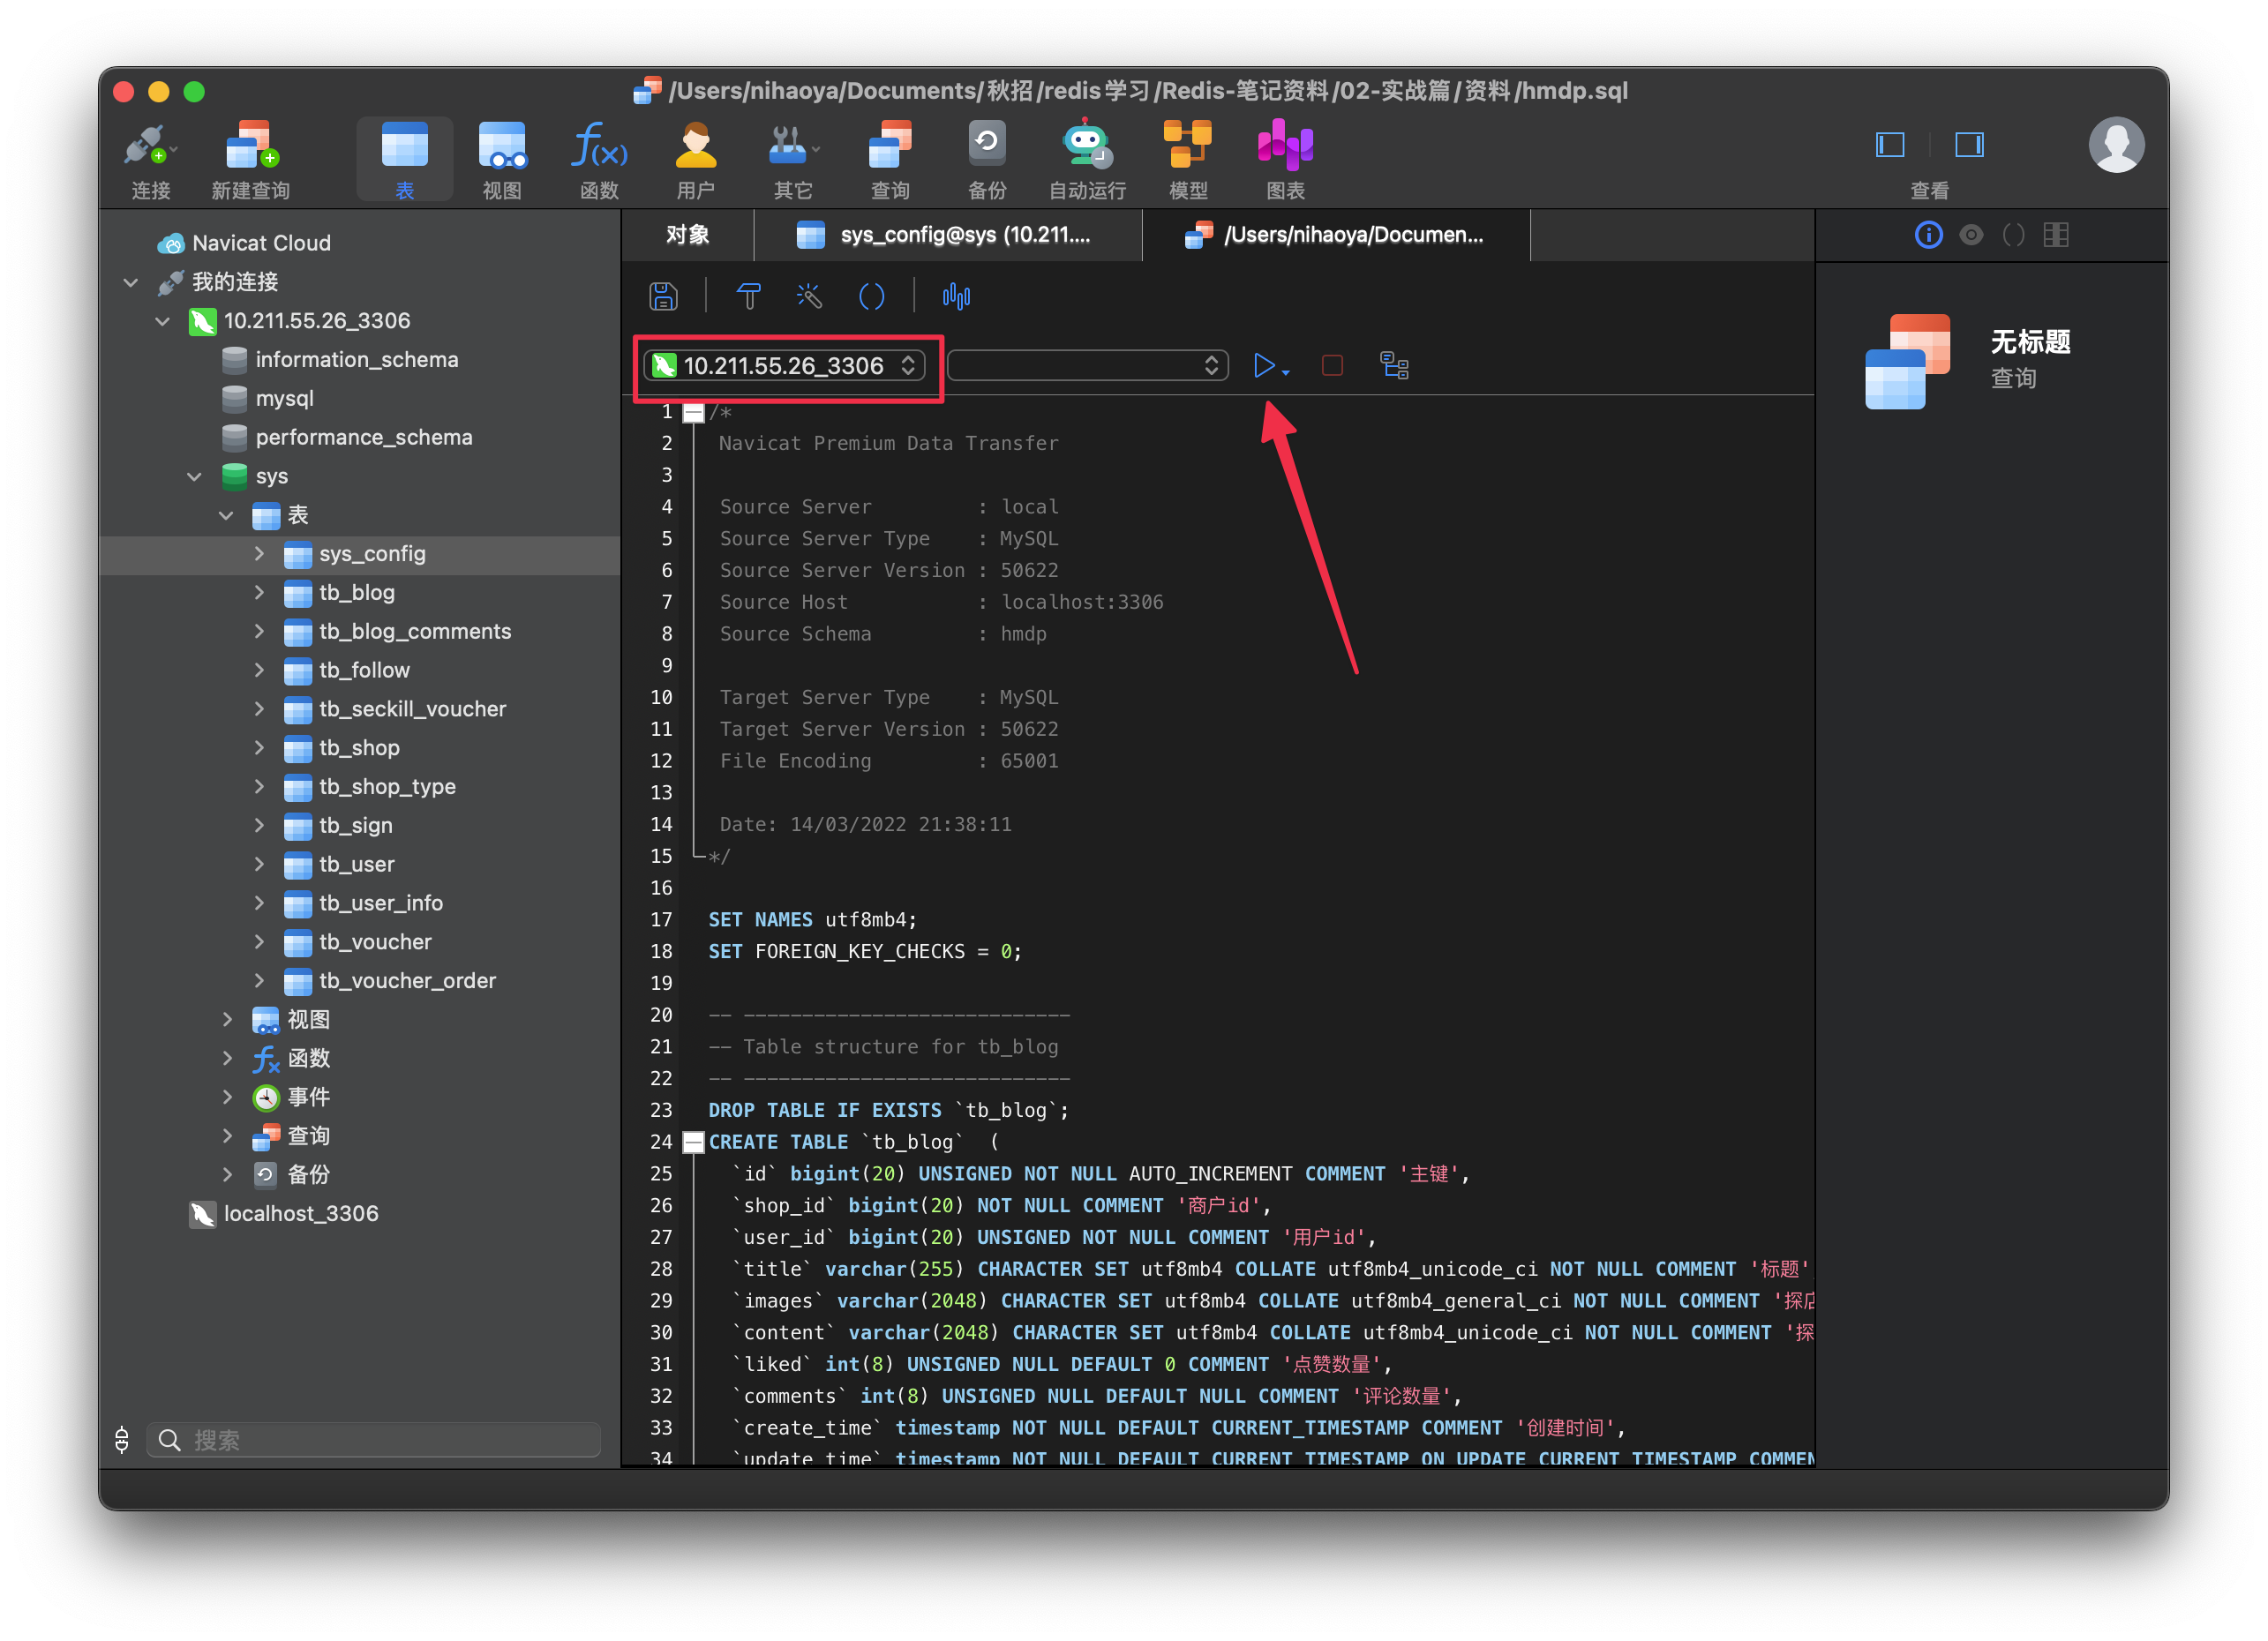 /Users/nihaoya/Documents/秋招/redis学习/Redis-笔记资料/02-实战篇/资料/hmdp.sql
连接
新建查询
表
视图
函数
用户
其它
查询
备份
自动运行
模型
图表
查看
Navicat Cloud
我的连接
10.211.55.26_3306
information_schema
mysql
performance_schema
sys
表
sys_config
tb_blog
tb_blog_comments
tb_follow
tb_seckill_voucher
tb_shop
tb_shop_type
tb_sign
tb_user
tb_user_info
tb_voucher
tb_voucher_order
视图
函数
事件
查询
备份
localhost_3306
搜索
对象
sys_config@sys (10.211....
/Users/nihaoya/Documen...
10.211.55.26_3306
1 /*
2 Navicat Premium Data Transfer
3
4 Source Server : local
5 Source Server Type : MySQL
6 Source Server Version : 50622
7 Source Host : localhost:3306
8 Source Schema : hmdp
9
10 Target Server Type : MySQL
11 Target Server Version : 50622
12 File Encoding : 65001
13
14 Date: 14/03/2022 21:38:11
15 */
16
17 SET NAMES utf8mb4;
18 SET FOREIGN_KEY_CHECKS = 0;
19
20 -- ----------------------------
21 -- Table structure for tb_blog
22 -- ----------------------------
23 DROP TABLE IF EXISTS `tb_blog`;
24 CREATE TABLE `tb_blog` (
25 `id` bigint(20) UNSIGNED NOT NULL AUTO_INCREMENT COMMENT '主键',
26 `shop_id` bigint(20) NOT NULL COMMENT '商户id',
27 `user_id` bigint(20) UNSIGNED NOT NULL COMMENT '用户id',
28 `title` varchar(255) CHARACTER SET utf8mb4 COLLATE utf8mb4_unicode_ci NOT NULL COMMENT '标题'
29 `images` varchar(2048) CHARACTER SET utf8mb4 COLLATE utf8mb4_general_ci NOT NULL COMMENT '探店
30 `content` varchar(2048) CHARACTER SET utf8mb4 COLLATE utf8mb4_unicode_ci NOT NULL COMMENT '探
31 `liked` int(8) UNSIGNED NULL DEFAULT 0 COMMENT '点赞数量',
32 `comments` int(8) UNSIGNED NULL DEFAULT NULL COMMENT '评论数量',
33 `create_time` timestamp NOT NULL DEFAULT CURRENT_TIMESTAMP COMMENT '创建时间',
34 `update_time` timestamp NOT NULL DEFAULT CURRENT_TIMESTAMP ON UPDATE CURRENT_TIMESTAMP COMMEN
无标题
查询